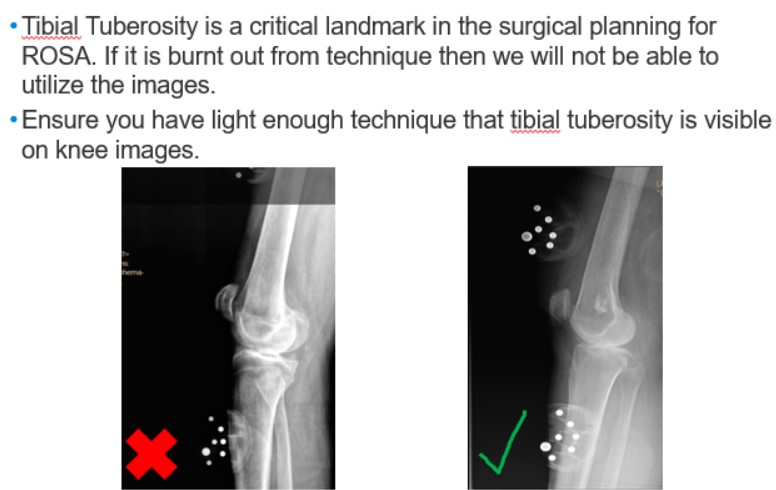 • Tibial Tuberosity is a critical landmark in the surgical planning for
ROSA. If it is burnt out from technique then we will not be able to
utilize the images.
• Ensure you have light enough technique that tibial tuberosity is visible
on knee images.